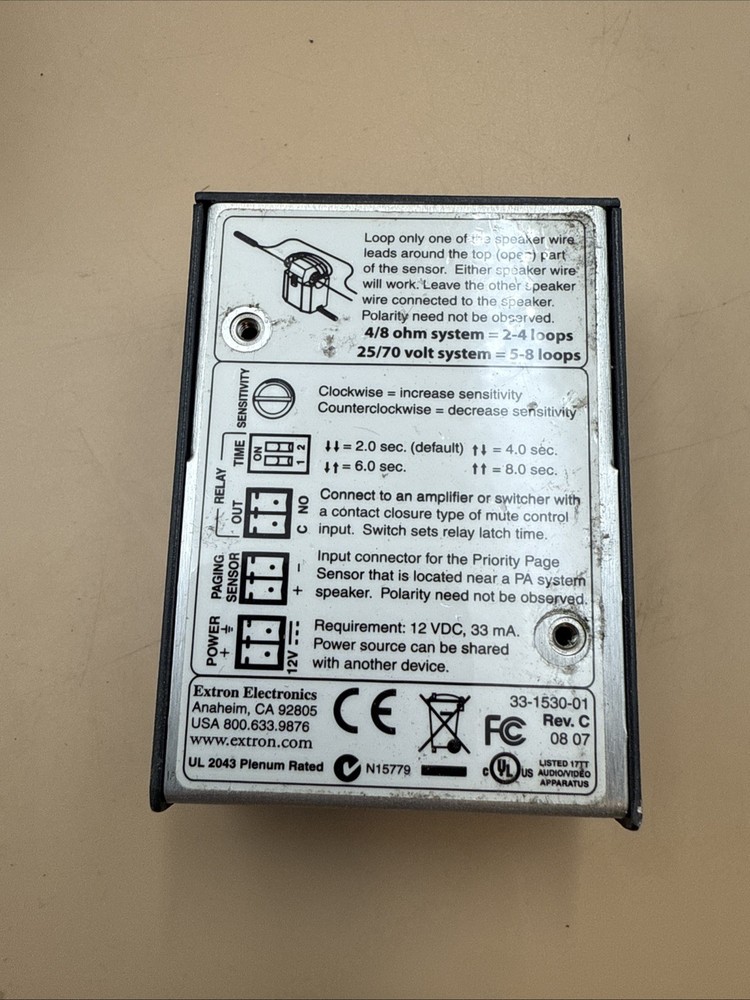 Loop only one of the speaker wire
leads around the top (open) part
of the sensor. Either speaker wire
will work. Leave the other speaker
wire connected to the speaker.
Polarity need not be observed.
4/8 ohm system = 2-4 loops
25/70 volt system = 5-8 loops
SENSITIVITY
Clockwise = increase sensitivity
Counterclockwise = decrease sensitivity
RELAY
TIME
ON
1 2
↓↓ = 2.0 sec. (default) ↑↓ = 4.0 sec.
↓↑ = 6.0 sec. ↑↑ = 8.0 sec.
OUT
C NO
Connect to an amplifier or switcher with
a contact closure type of mute control
input. Switch sets relay latch time.
PAGING
SENSOR
+ –
Input connector for the Priority Page
Sensor that is located near a PA system
speaker. Polarity need not be observed.
POWER
+
12V
Requirement: 12 VDC, 33 mA.
Power source can be shared
with another device.
Extron Electronics
Anaheim, CA 92805
USA 800.633.9876
www.extron.com
UL 2043 Plenum Rated
CE
N15779
FC
33-1530-01
Rev. C
08 07
c UL US
LISTED 17TT
AUDIO/VIDEO
APPARATUS